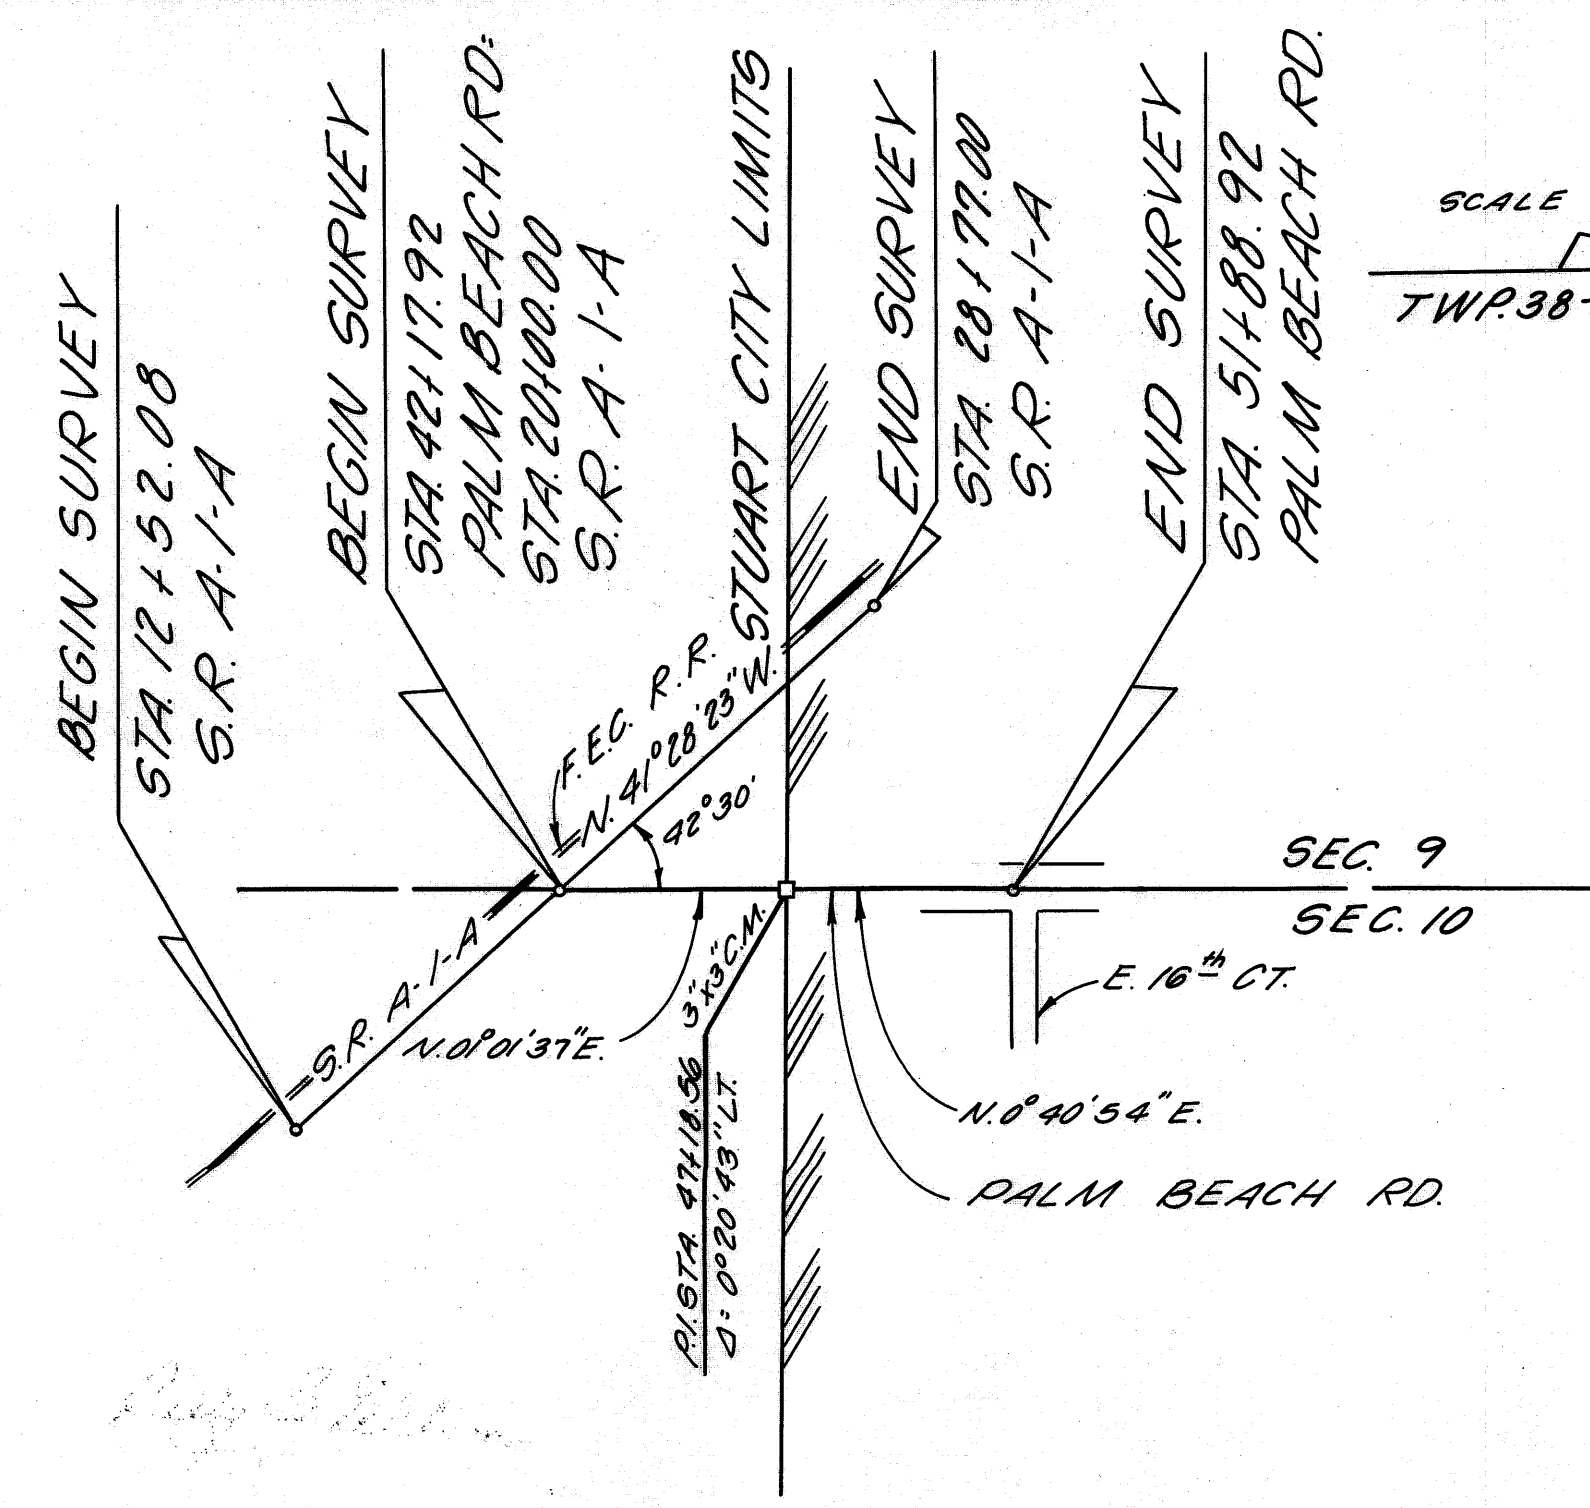 BEGIN SURVEY
STA. 12+52.08
S.R. A-1-A
BEGIN SURVEY
STA. 42+17.92
PALM BEACH RD.=
STA. 20+00.00
S.R. A-1-A
STUART CITY LIMITS
END SURVEY
STA. 28+77.00
S.R. A-1-A
END SURVEY
STA. 51+88.92
PALM BEACH RD.
SCALE
TWP. 38-
F.E.C. R.R.
N. 41°28'23" W.
42°30'
SEC. 9
SEC. 10
S.R. A-1-A
N. 0°01'37" E.
3"x3" C.M.
E. 16th CT.
N. 0°40'54" E.
PALM BEACH RD.
P.I. STA. 47+18.56
Δ= 0°20'43" LT.